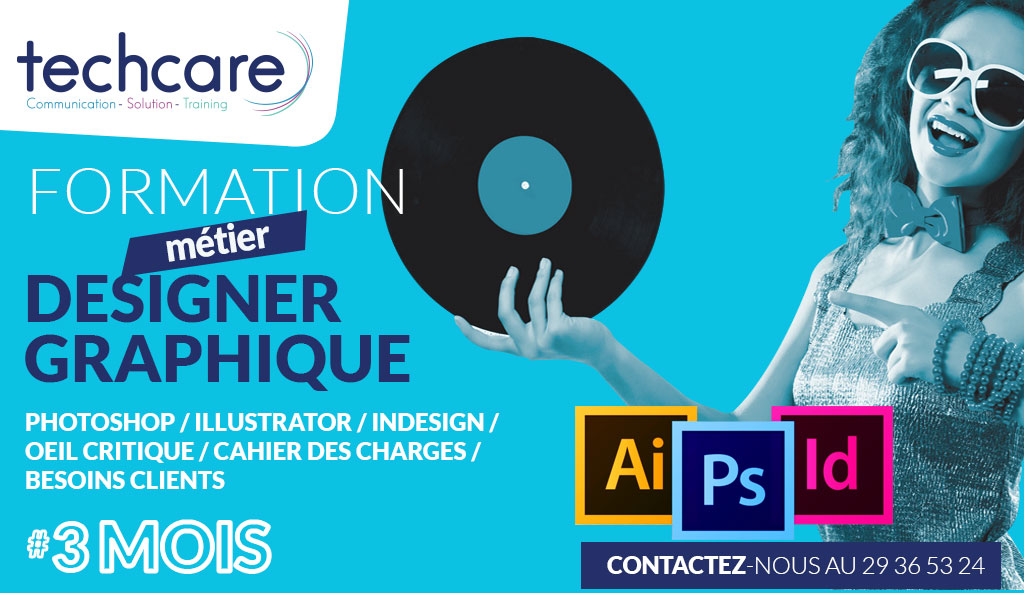 techcare
Communication - Solution - Training
FORMATION
métier
DESIGNER
GRAPHIQUE
PHOTOSHOP / ILLUSTRATOR / INDESIGN /
OEIL CRITIQUE / CAHIER DES CHARGES /
BESOINS CLIENTS
#3 MOIS
Ai
Ps
Id
CONTACTEZ-NOUS AU 29 36 53 24